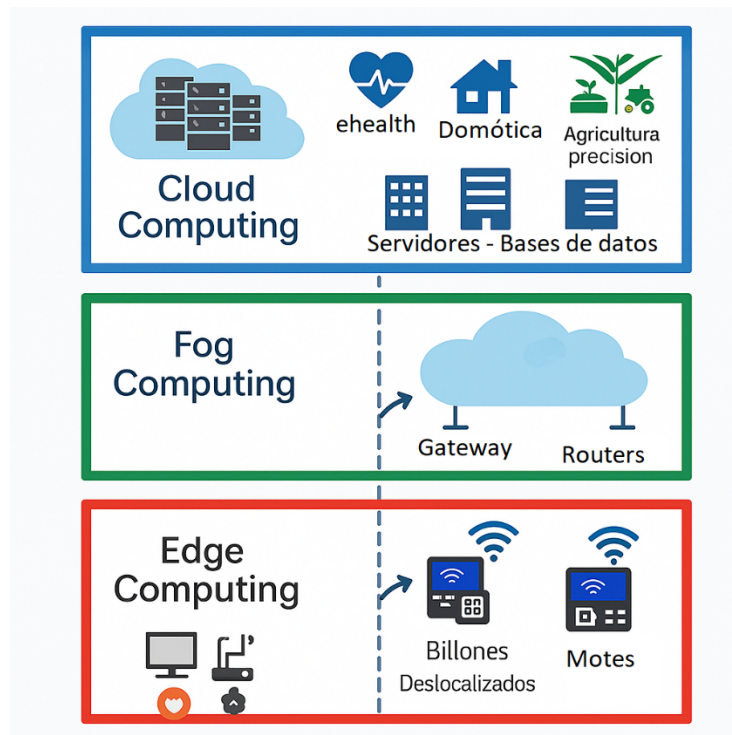 Cloud
Computing
ehealth
Domótica
Agricultura
precision
Servidores - Bases de datos
Fog
Computing
Gateway
Routers
Edge
Computing
Billones
Deslocalizados
Motes